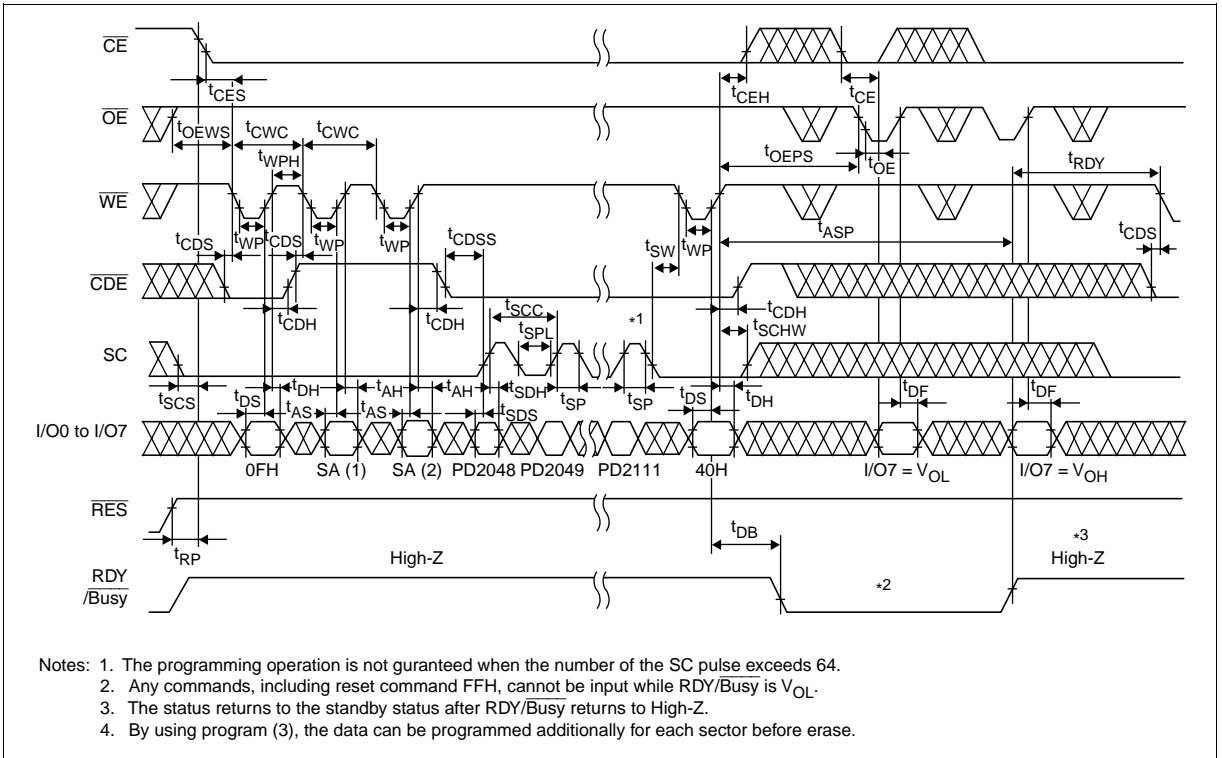 CE
tCES
tCEH
tCE
OE
tOEWS
tCWC
tCWC
tWPH
tOEPS
tOE
tRDY
WE
tCDS
tWP
tCDS
tWP
tWP
tCDSS
tSW
tWP
tASP
tCDS
CDE
tCDH
tCDH
tSCC
tSPL
*1
tCDH
tSCHW
SC
tSCS
tDS
tDH
tAS
tAH
tAS
tAH
tSDH
tSDS
tSP
tSP
tDS
tDH
tDF
tDF
I/O0 to I/O7
0FH
SA (1)
SA (2)
PD2048
PD2049
PD2111
40H
I/O7 = VOL
I/O7 = VOH
RES
tRP
tDB
High-Z
*3
High-Z
RDY
/Busy
*2
Notes: 1. The programming operation is not guranteed when the number of the SC pulse exceeds 64.
2. Any commands, including reset command FFH, cannot be input while RDY/Busy is VOL.
3. The status returns to the standby status after RDY/Busy returns to High-Z.
4. By using program (3), the data can be programmed additionally for each sector before erase.